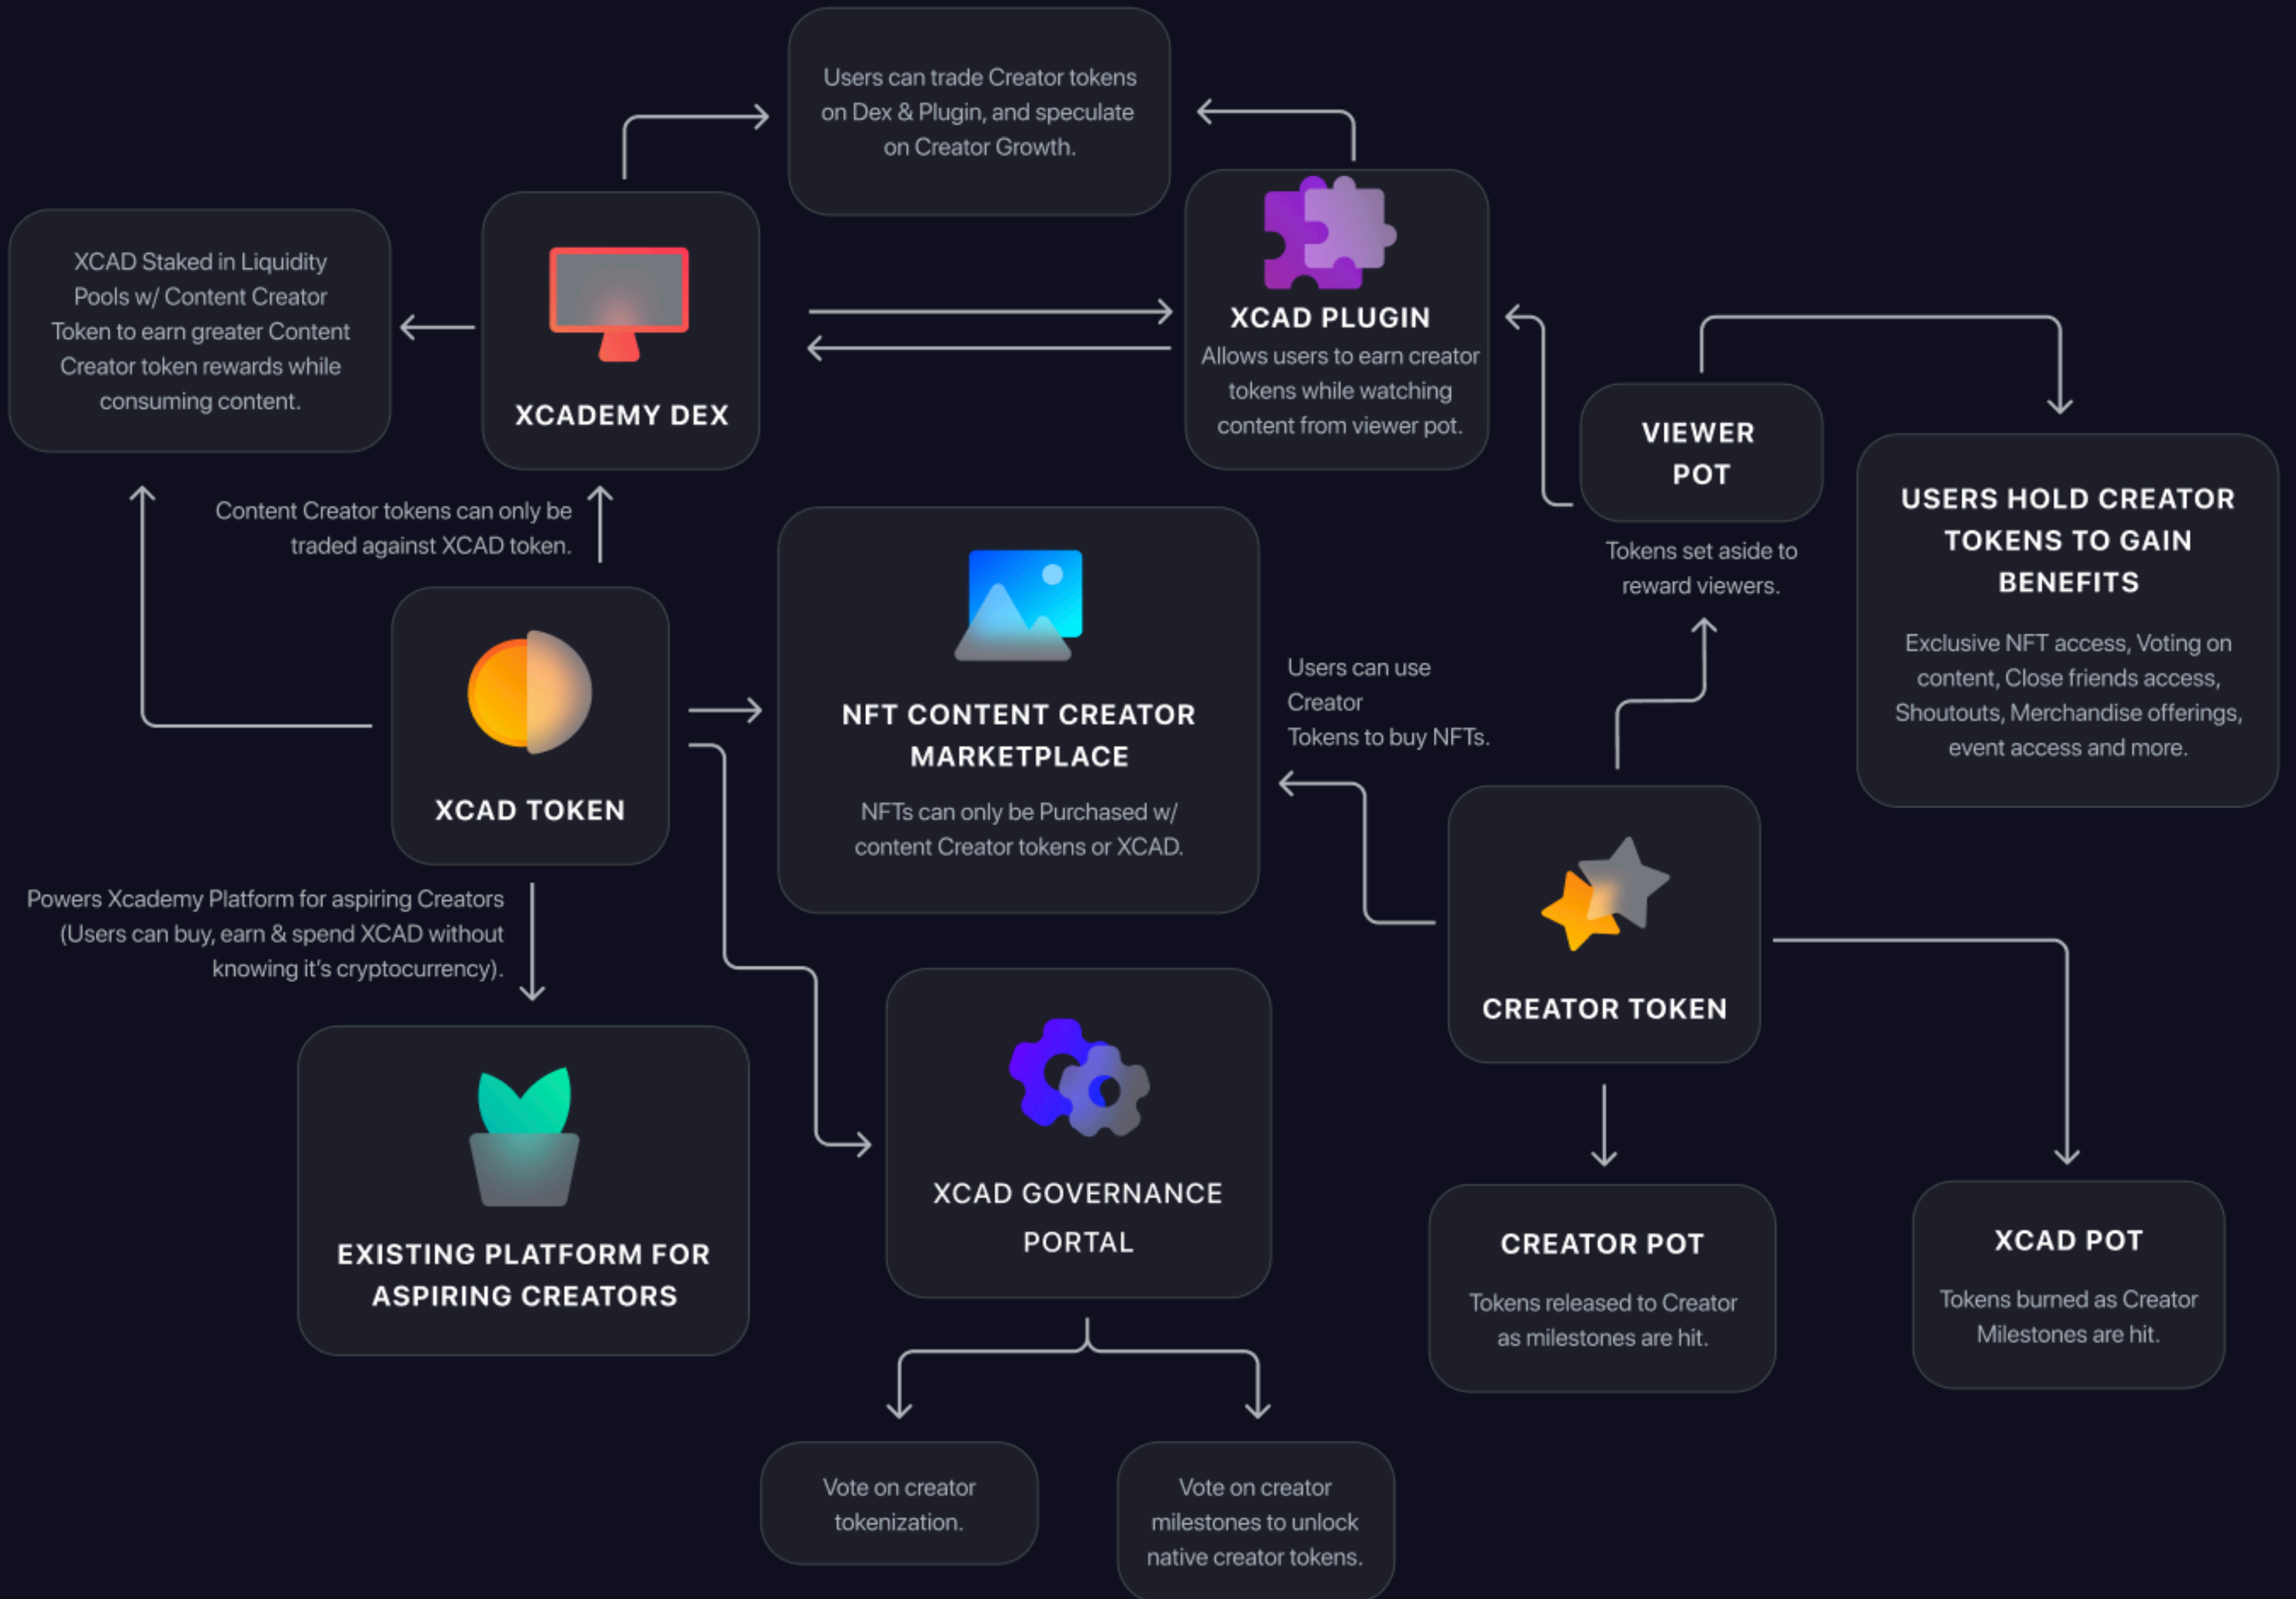 Users can trade Creator tokens
on Dex & Plugin, and speculate
on Creator Growth.
XCAD Staked in Liquidity
Pools w/ Content Creator
Token to earn greater Content
Creator token rewards while
consuming content.
XCADEMY DEX
XCAD PLUGIN
Allows users to earn creator
tokens while watching
content from viewer pot.
VIEWER
POT
Tokens set aside to
reward viewers.
USERS HOLD CREATOR
TOKENS TO GAIN
BENEFITS
Exclusive NFT access, Voting on
content, Close friends access,
Shoutouts, Merchandise offerings,
event access and more.
Content Creator tokens can only be
traded against XCAD token.
XCAD TOKEN
NFT CONTENT CREATOR
MARKETPLACE
NFTs can only be Purchased w/
content Creator tokens or XCAD.
Users can use
Creator
Tokens to buy NFTs.
CREATOR TOKEN
Powers Xcademy Platform for aspiring Creators
(Users can buy, earn & spend XCAD without
knowing it's cryptocurrency).
EXISTING PLATFORM FOR
ASPIRING CREATORS
XCAD GOVERNANCE
PORTAL
CREATOR POT
Tokens released to Creator
as milestones are hit.
XCAD POT
Tokens burned as Creator
Milestones are hit.
Vote on creator
tokenization.
Vote on creator
milestones to unlock
native creator tokens.